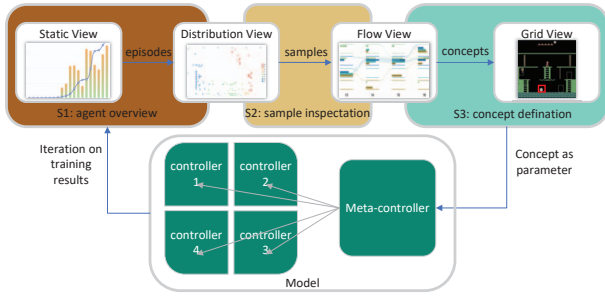 Static View
Distribution View
Flow View
Grid View
episodes
samples
concepts
S1: agent overview
S2: sample inspectation
S3: concept defination
Iteration on
training
results
controller
1
controller
2
controller
4
controller
3
Meta-controller
Concept as
parameter
Model